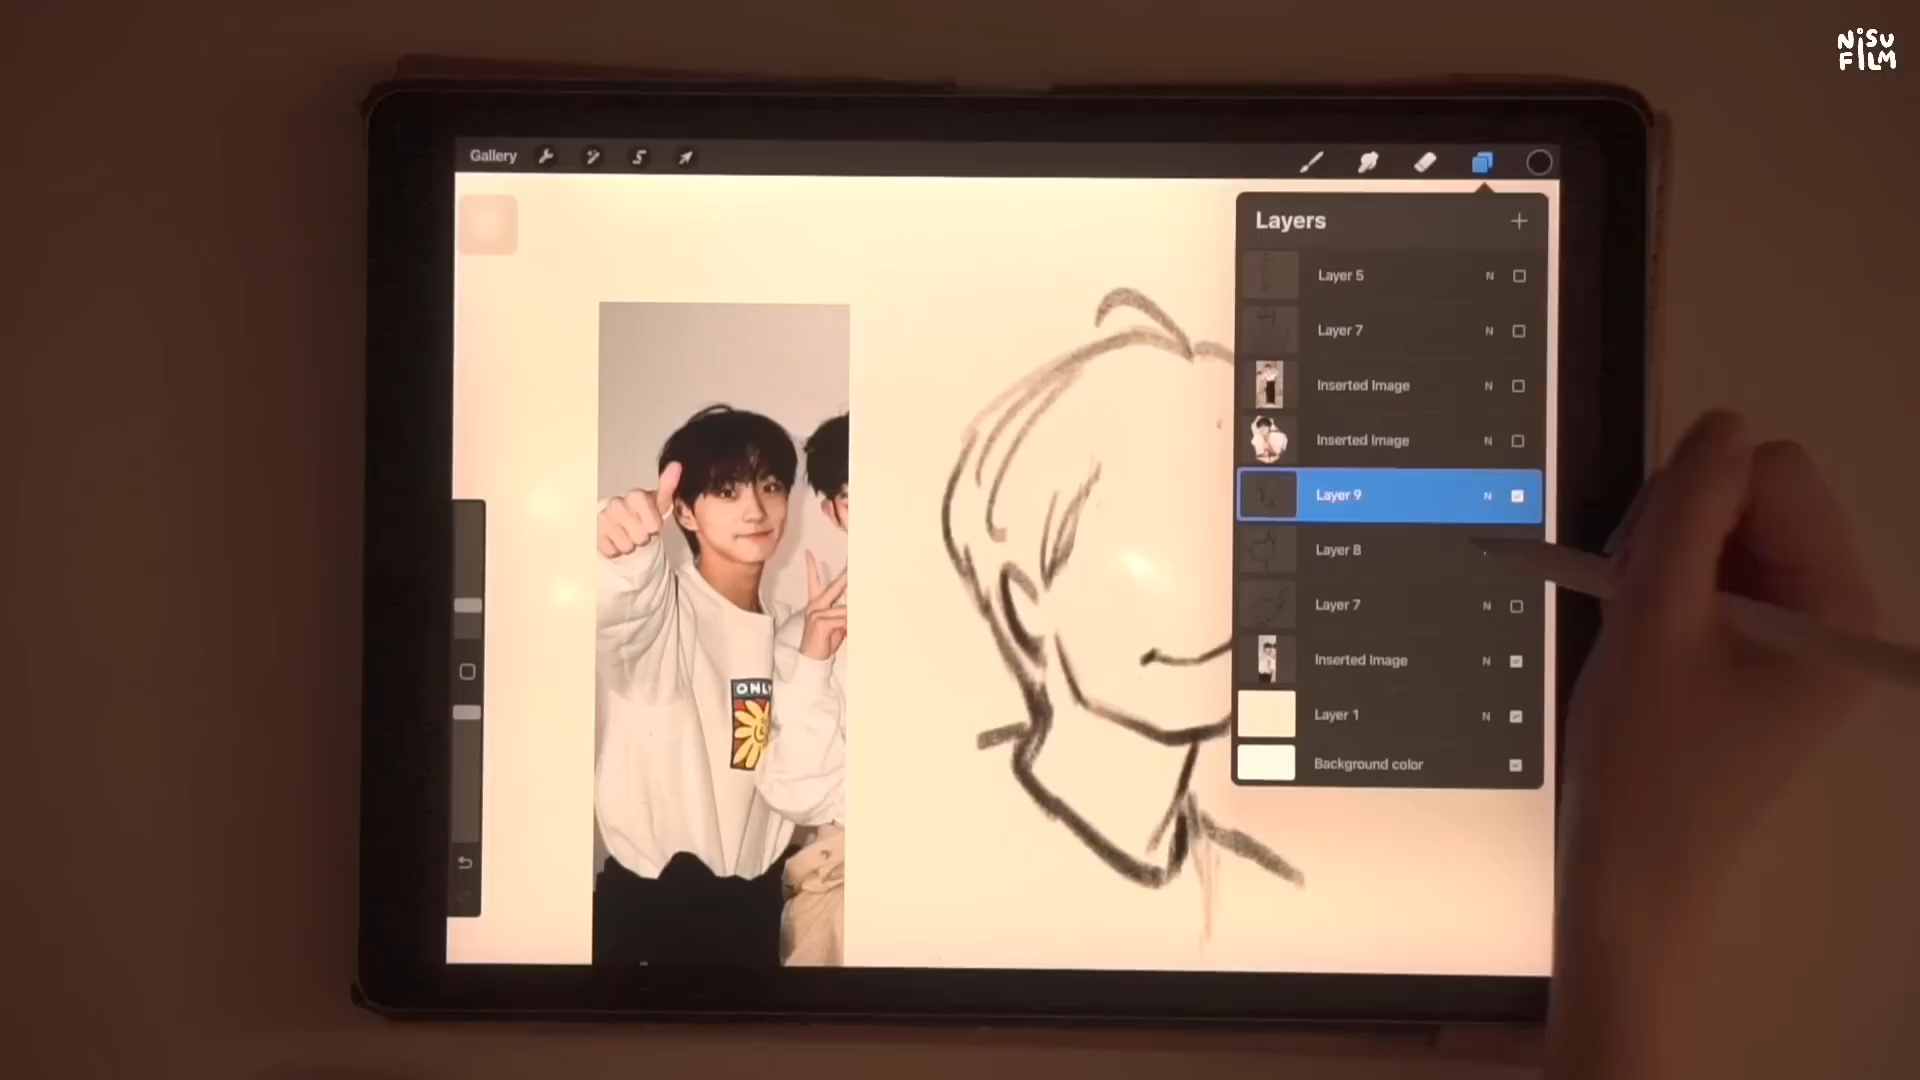 NiSU
FILM
Gallery
Layers
Layer 5 N
Layer 7 N
Inserted Image N
Inserted Image N
Layer 9 N
Layer 8
Layer 7 N
Inserted Image N
Layer 1 N
Background color
ONLY